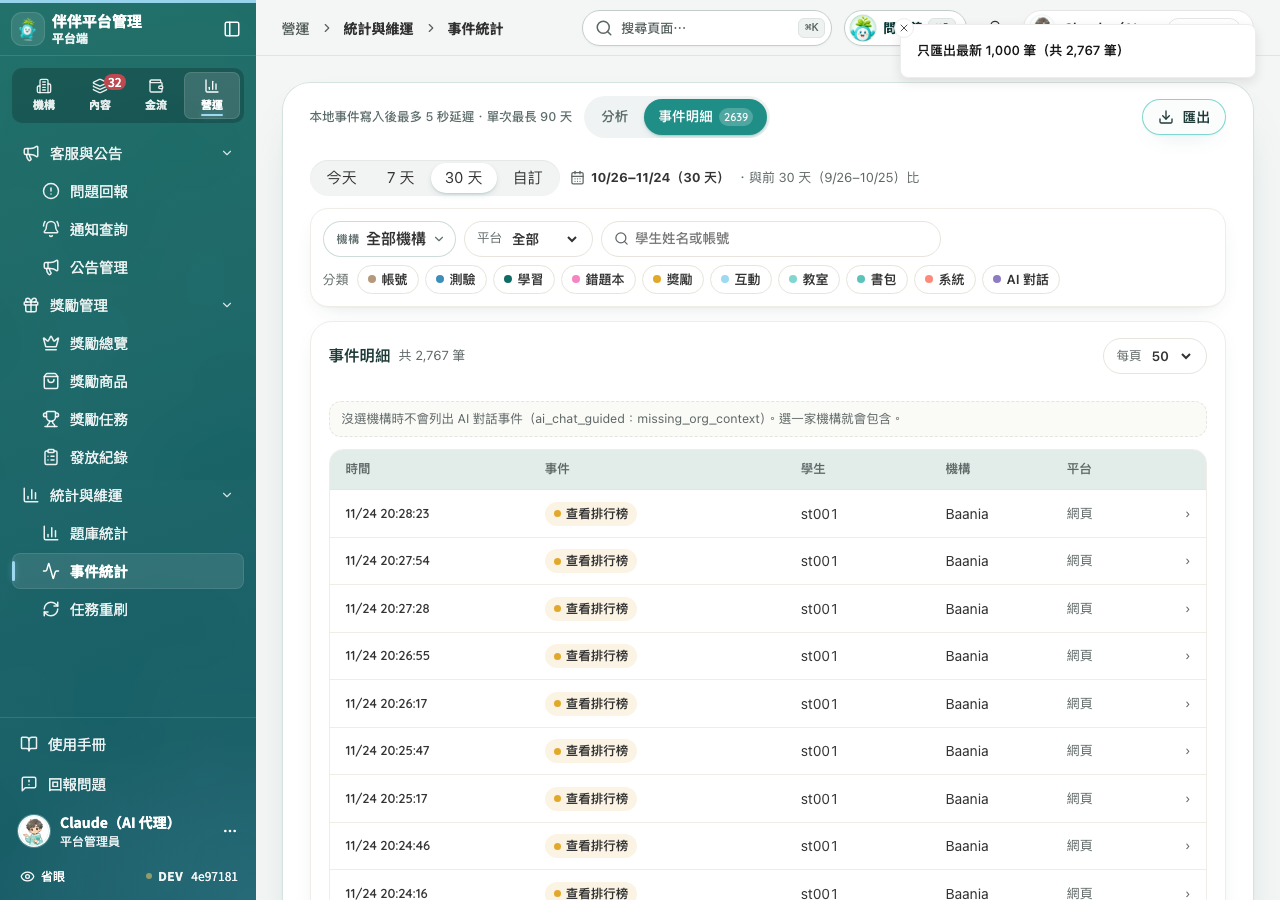 伴伴平台管理
平台端
機構
內容
32
金流
營運
客服與公告
問題回報
通知查詢
公告管理
獎勵管理
獎勵總覽
獎勵商品
獎勵任務
發放紀錄
統計與維運
題庫統計
事件統計
任務重刷
使用手冊
回報問題
Claude（AI 代理）
平台管理員
省眼
DEV 4e97181
營運 > 統計與維運 > 事件統計
搜尋頁面… ⌘K
只匯出最新 1,000 筆（共 2,767 筆）
本地事件寫入後最多 5 秒延遲 · 單次最長 90 天
分析
事件明細 2639
匯出
今天 7 天 30 天 自訂
10/26–11/24（30 天）
· 與前 30 天（9/26–10/25）比
機構 全部機構
平台 全部
學生姓名或帳號
分類 帳號 測驗 學習 錯題本 獎勵 互動 教室 書包 系統 AI 對話
事件明細 共 2,767 筆
每頁 50
沒選機構時不會列出 AI 對話事件（ai_chat_guided：missing_org_context）。選一家機構就會包含。
時間 事件 學生 機構 平台
11/24 20:28:23 查看排行榜 st001 Baania 網頁 ›
11/24 20:27:54 查看排行榜 st001 Baania 網頁 ›
11/24 20:27:28 查看排行榜 st001 Baania 網頁 ›
11/24 20:26:55 查看排行榜 st001 Baania 網頁 ›
11/24 20:26:17 查看排行榜 st001 Baania 網頁 ›
11/24 20:25:47 查看排行榜 st001 Baania 網頁 ›
11/24 20:25:17 查看排行榜 st001 Baania 網頁 ›
11/24 20:24:46 查看排行榜 st001 Baania 網頁 ›
11/24 20:24:16 查看排行榜 st001 Baania 網頁 ›